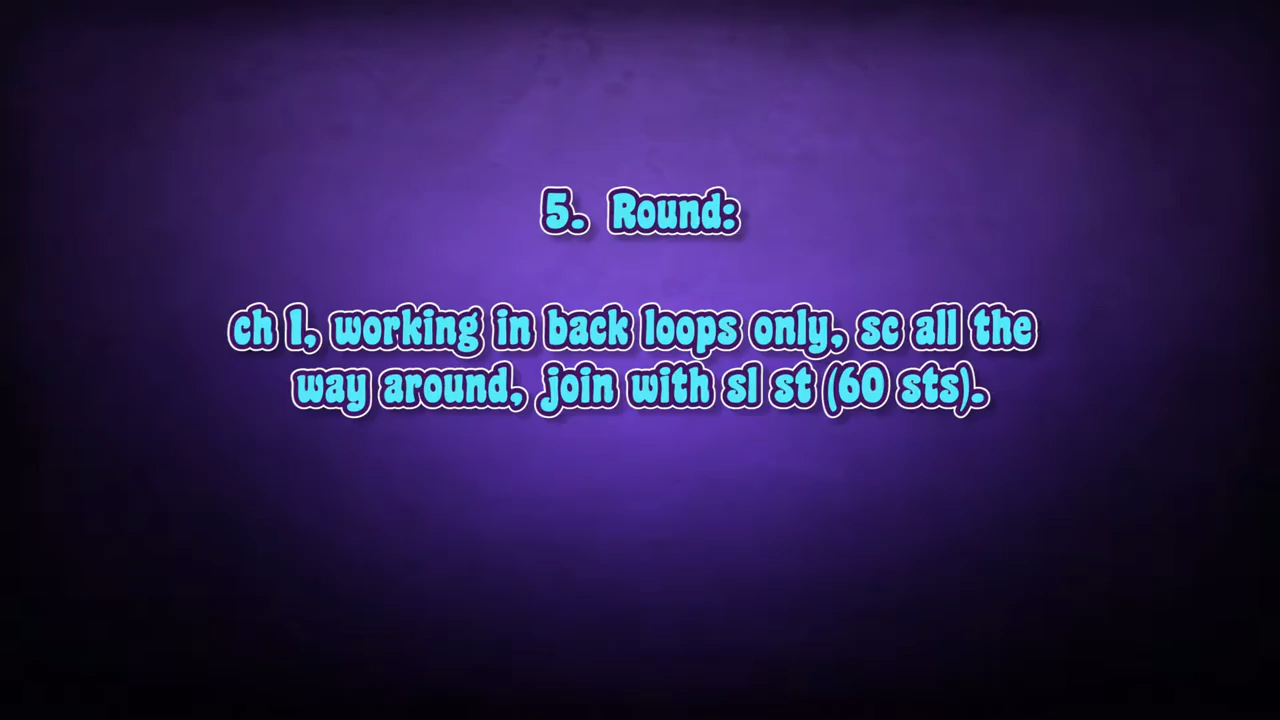 5. Round:
ch 1, working in back loops only, sc all the
way around, join with sl st (60 sts).